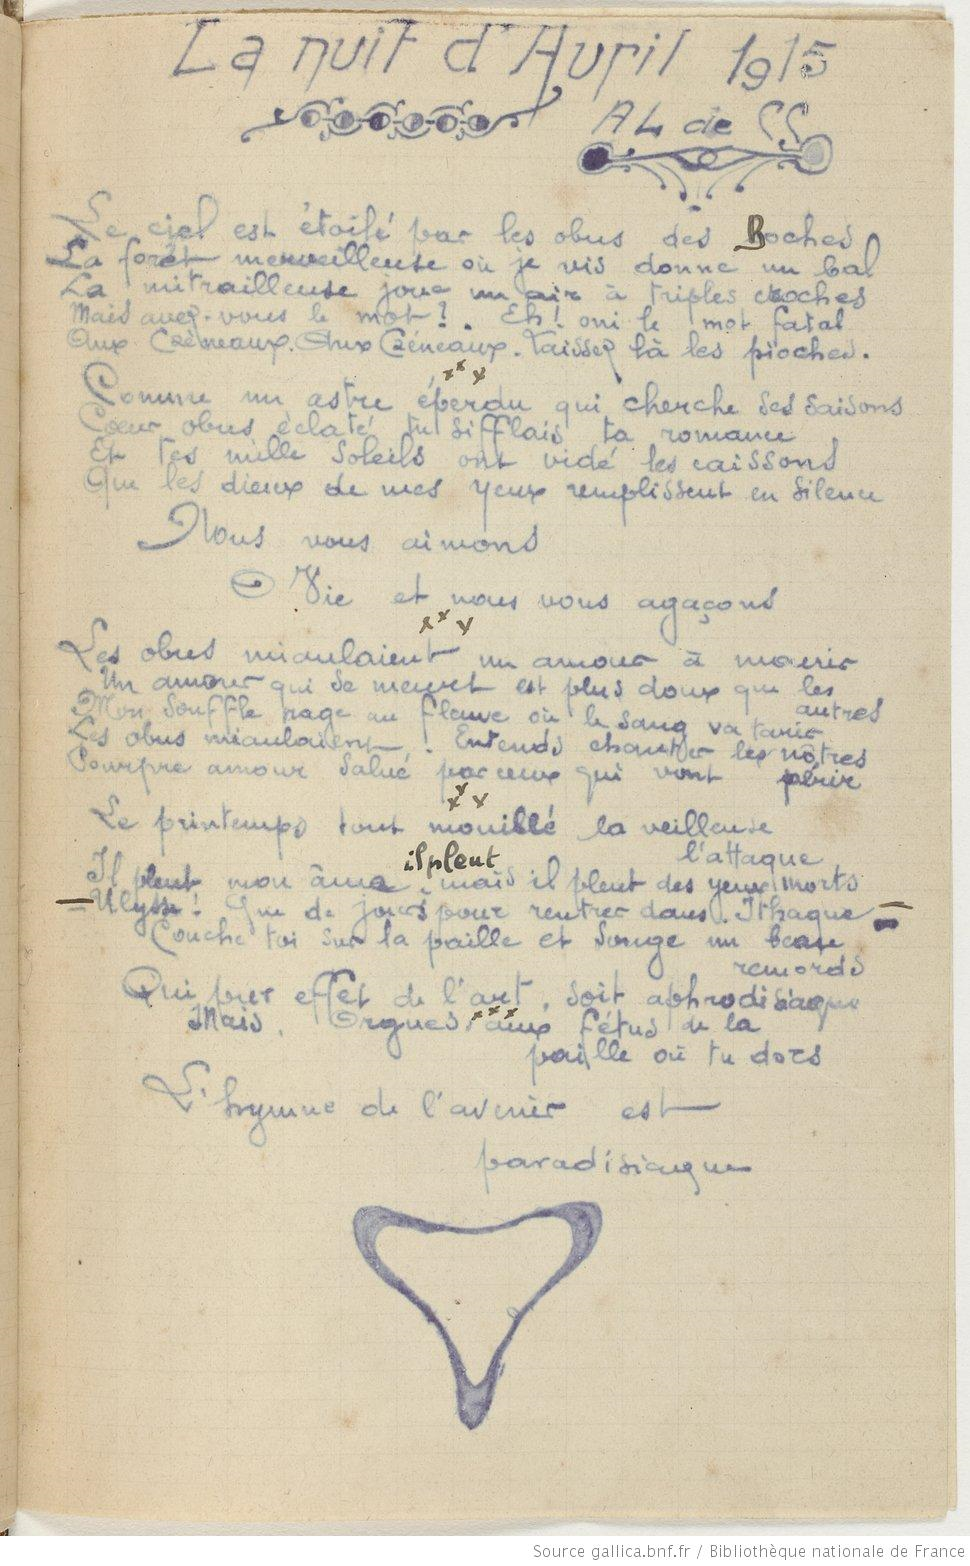 La nuit d'Avril 1915
A L de CC
Le ciel est étoilé par les obus des Boches
La forêt merveilleuse où je vis donne un bal
La mitrailleuse joue un air à triples croches
Mais avez-vous le mot? . Eh! oui le mot fatal
Aux Créneaux. Aux Créneaux. Laissez là les pioches.
x x x
Comme un astre éperdu qui cherche ses saisons
Cœur obus éclaté tu sifflais ta romance
Et tes mille soleils ont vidé les caissons
Que les dieux de mes yeux remplissent en silence
Nous vous aimons
O Vie et nous vous agaçons
x x x
Les obus miaulaient un amour à mourir
Un amour qui se meurt est plus doux que les
autres
Mon souffle nage au fleuve où le sang va tarir
Les obus miaulaient . Entends chanter les nôtres
Pourpre amour salué par ceux qui vont périr
x x x
Le printemps tout mouillé la veilleuse
l'attaque
Il pleut mon âme il pleut mais il pleut des yeux morts
— Ulysse! Que de jours pour rentrer dans Ithaque —
Couche toi sur la paille et songe un beau
remords
Qui pur effet de l'art, soit aphrodisiaque
x x x
Mais. Orgues aux fétus de la
paille où tu dors
L'hymne de l'avenir est
paradisiaque
Source gallica.bnf.fr / Bibliothèque nationale de France